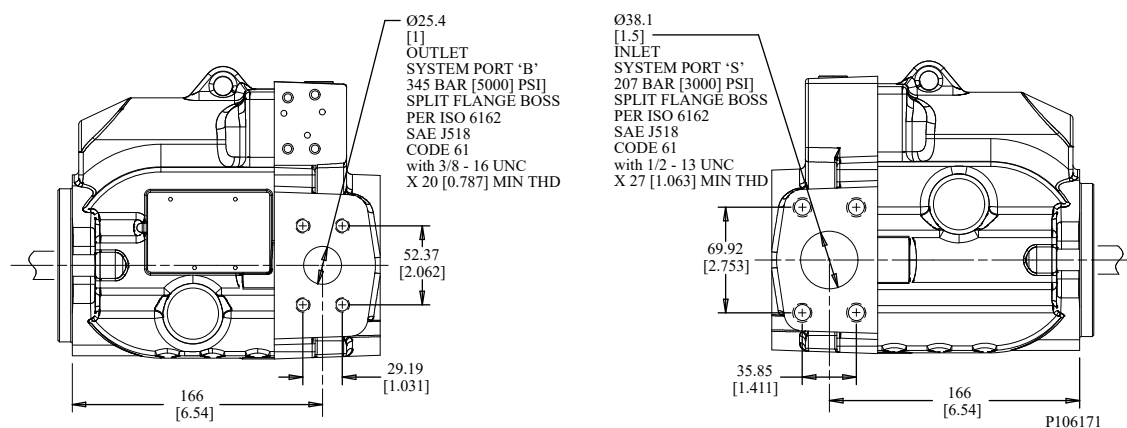 Ø25.4
[1]
OUTLET
SYSTEM PORT ‘B’
345 BAR [5000] PSI]
SPLIT FLANGE BOSS
PER ISO 6162
SAE J518
CODE 61
with 3/8 - 16 UNC
X 20 [0.787] MIN THD
52.37
[2.062]
29.19
[1.031]
166
[6.54]
Ø38.1
[1.5]
INLET
SYSTEM PORT ‘S’
207 BAR [3000] PSI]
SPLIT FLANGE BOSS
PER ISO 6162
SAE J518
CODE 61
with 1/2 - 13 UNC
X 27 [1.063] MIN THD
69.92
[2.753]
35.85
[1.411]
166
[6.54]
P106171